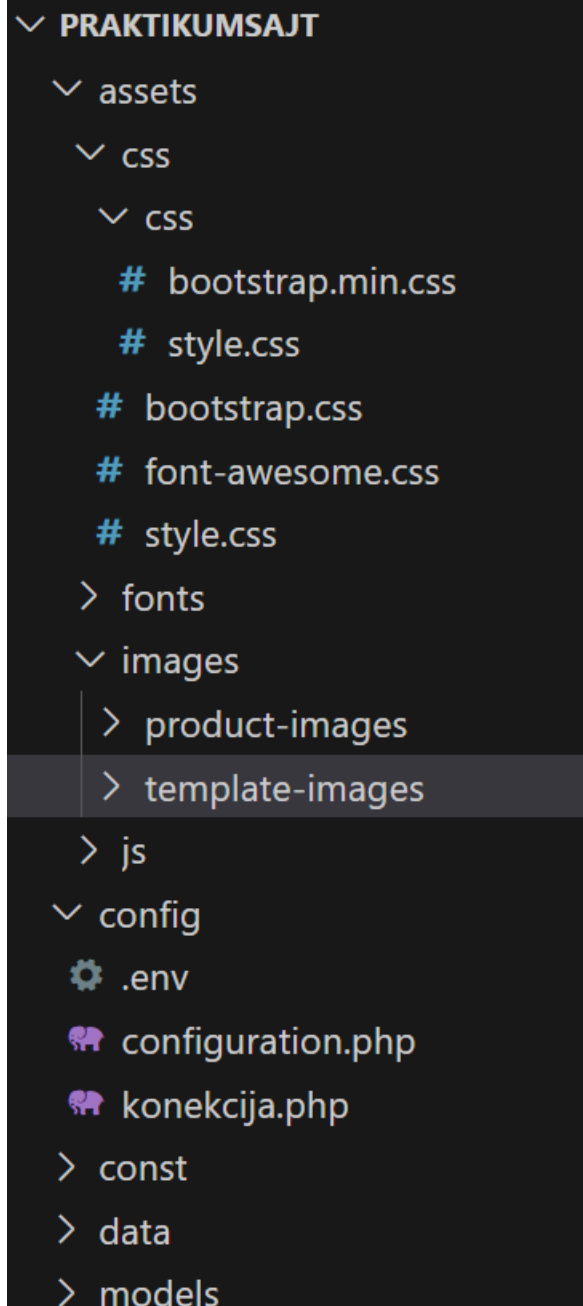 PRAKTIKUMSAJT
assets
css
css
# bootstrap.min.css
# style.css
# bootstrap.css
# font-awesome.css
# style.css
fonts
images
product-images
template-images
js
config
.env
configuration.php
konekcija.php
const
data
models